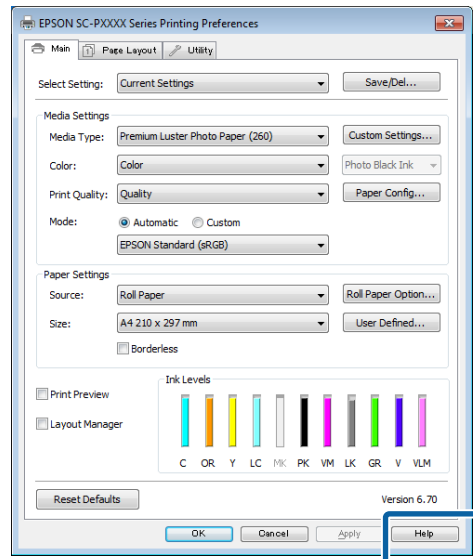 EPSON SC-PXXXX Series Printing Preferences
Main Page Layout Utility
Select Setting: Current Settings Save/Del...
Media Settings
Media Type: Premium Luster Photo Paper (260) Custom Settings...
Color: Color Photo Black Ink
Print Quality: Quality Paper Config...
Mode: Automatic Custom
EPSON Standard (sRGB)
Paper Settings
Source: Roll Paper Roll Paper Option...
Size: A4 210 x 297 mm User Defined...
Borderless
Ink Levels
Print Preview
Layout Manager
C OR Y LC MK PK VM LK GR V VLM
Reset Defaults Version 6.70
OK Cancel Apply Help